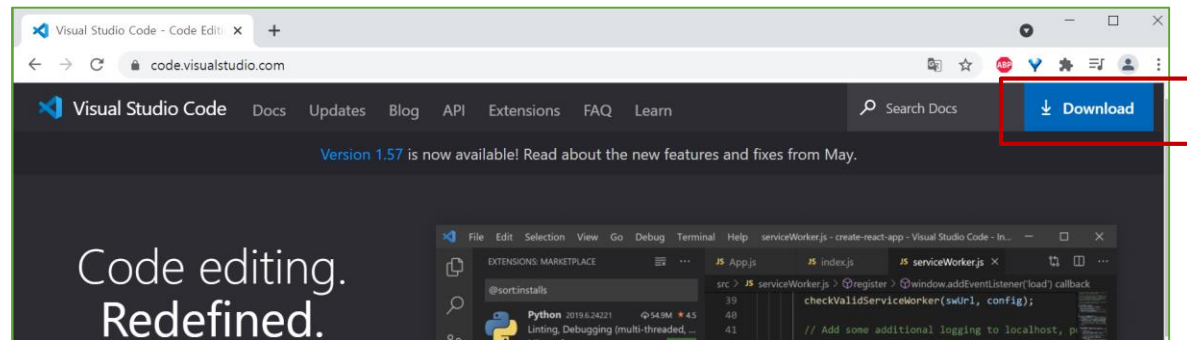 Visual Studio Code - Code Editi
code.visualstudio.com
ABP
Visual Studio Code Docs Updates Blog API Extensions FAQ Learn Search Docs Download
Version 1.57 is now available! Read about the new features and fixes from May.
Code editing.
Redefined.
File Edit Selection View Go Debug Terminal Help serviceWorker.js - create-react-app - Visual Studio Code - In...
EXTENSIONS: MARKETPLACE ... JS App.js JS index.js JS serviceWorker.js
src > JS serviceWorker.js > register > window.addEventListener('load') callback
@sort:installs
39 checkValidServiceWorker(swUrl, config);
40
Python 2019.6.24221 54.9M 4.5
Linting, Debugging (multi-threaded, ...
41 // Add some additional logging to localhost,